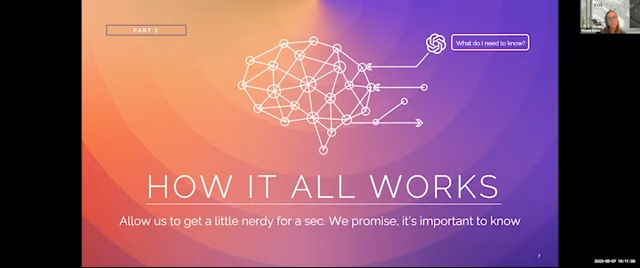 PART 1
What do I need to know?
HOW IT ALL WORKS
Allow us to get a little nerdy for a sec. We promise, it's important to know
7